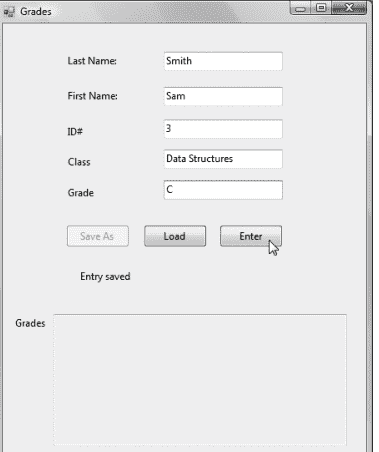 Grades
Last Name: Smith
First Name: Sam
ID# 3
Class Data Structures
Grade C
Save As Load Enter
Entry saved
Grades